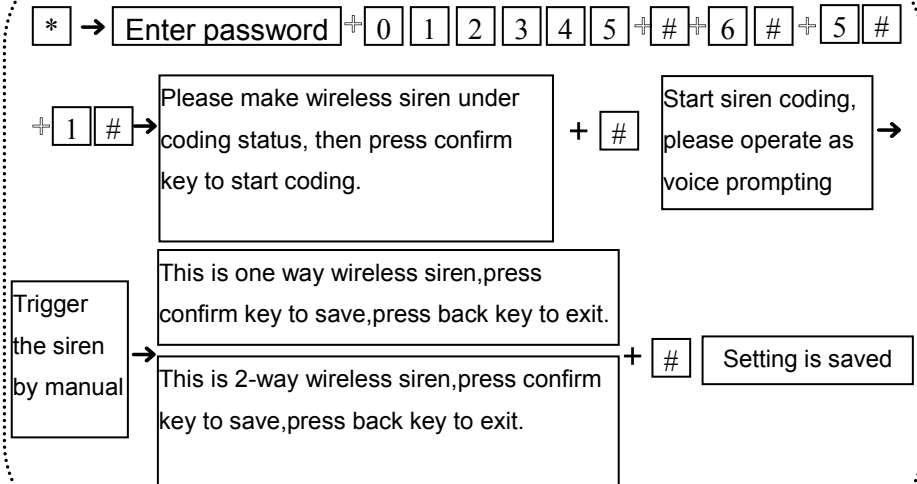 * → Enter password + 0 1 2 3 4 5 + # + 6 # + 5 #
+ 1 # →
Please make wireless siren under
coding status, then press confirm
key to start coding.
+ #
Start siren coding,
please operate as
voice prompting
→
Trigger
the siren
by manual
→
This is one way wireless siren,press
confirm key to save,press back key to exit.
This is 2-way wireless siren,press confirm
key to save,press back key to exit.
+ # Setting is saved